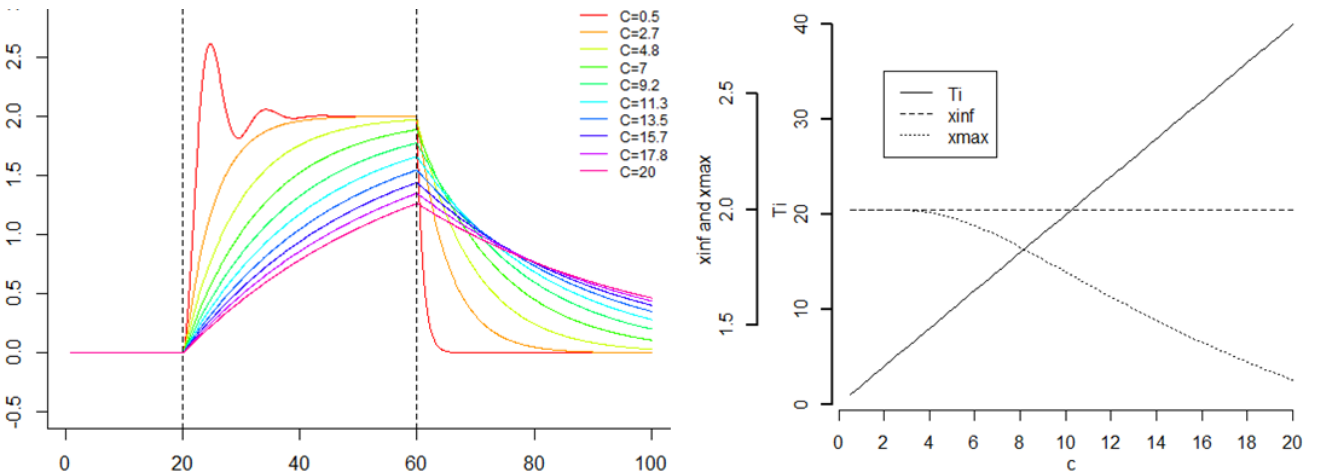 C=0.5
C=2.7
C=4.8
C=7
C=9.2
C=11.3
C=13.5
C=15.7
C=17.8
C=20
2.5
2.0
1.5
1.0
0.5
0.0
-0.5
0 20 40 60 80 100
xinf and xmax
2.5
2.0
1.5
Ti
40
30
20
10
0
Ti
xinf
xmax
0 2 4 6 8 10 12 14 16 18 20
c